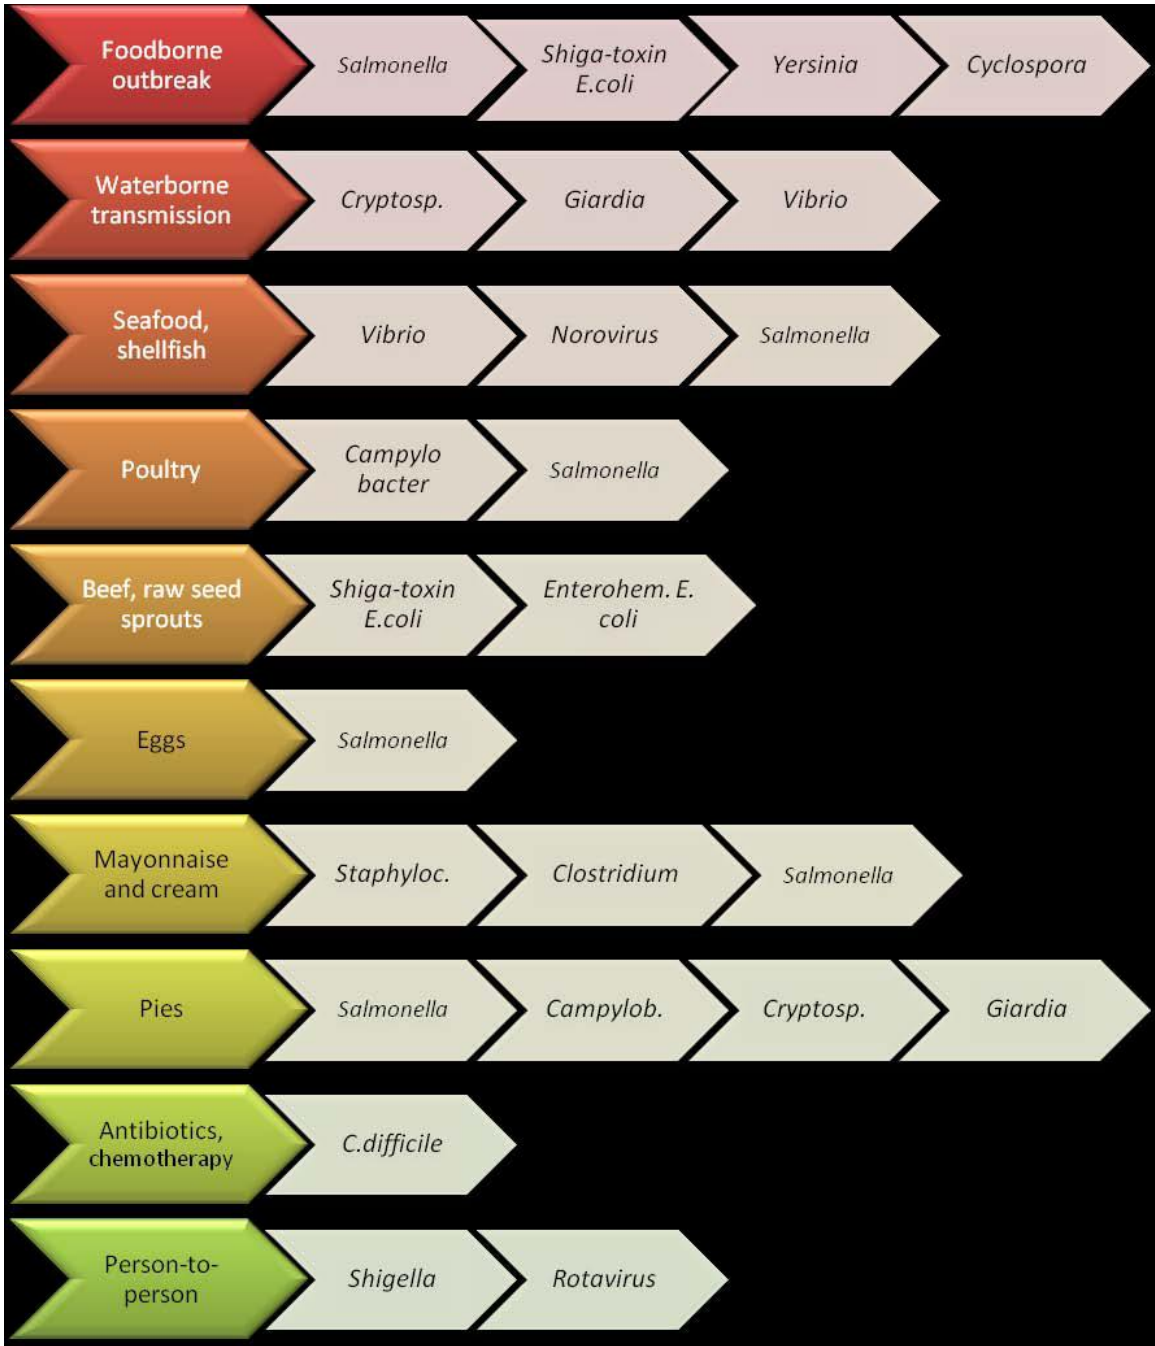 Foodborne
outbreak
Salmonella
Shiga-toxin
E.coli
Yersinia
Cyclospora
Waterborne
transmission
Cryptosp.
Giardia
Vibrio
Seafood,
shellfish
Vibrio
Norovirus
Salmonella
Poultry
Campylo
bacter
Salmonella
Beef, raw seed
sprouts
Shiga-toxin
E.coli
Enterohem. E.
coli
Eggs
Salmonella
Mayonnaise
and cream
Staphyloc.
Clostridium
Salmonella
Pies
Salmonella
Campylob.
Cryptosp.
Giardia
Antibiotics,
chemotherapy
C.difficile
Person-to-
person
Shigella
Rotavirus